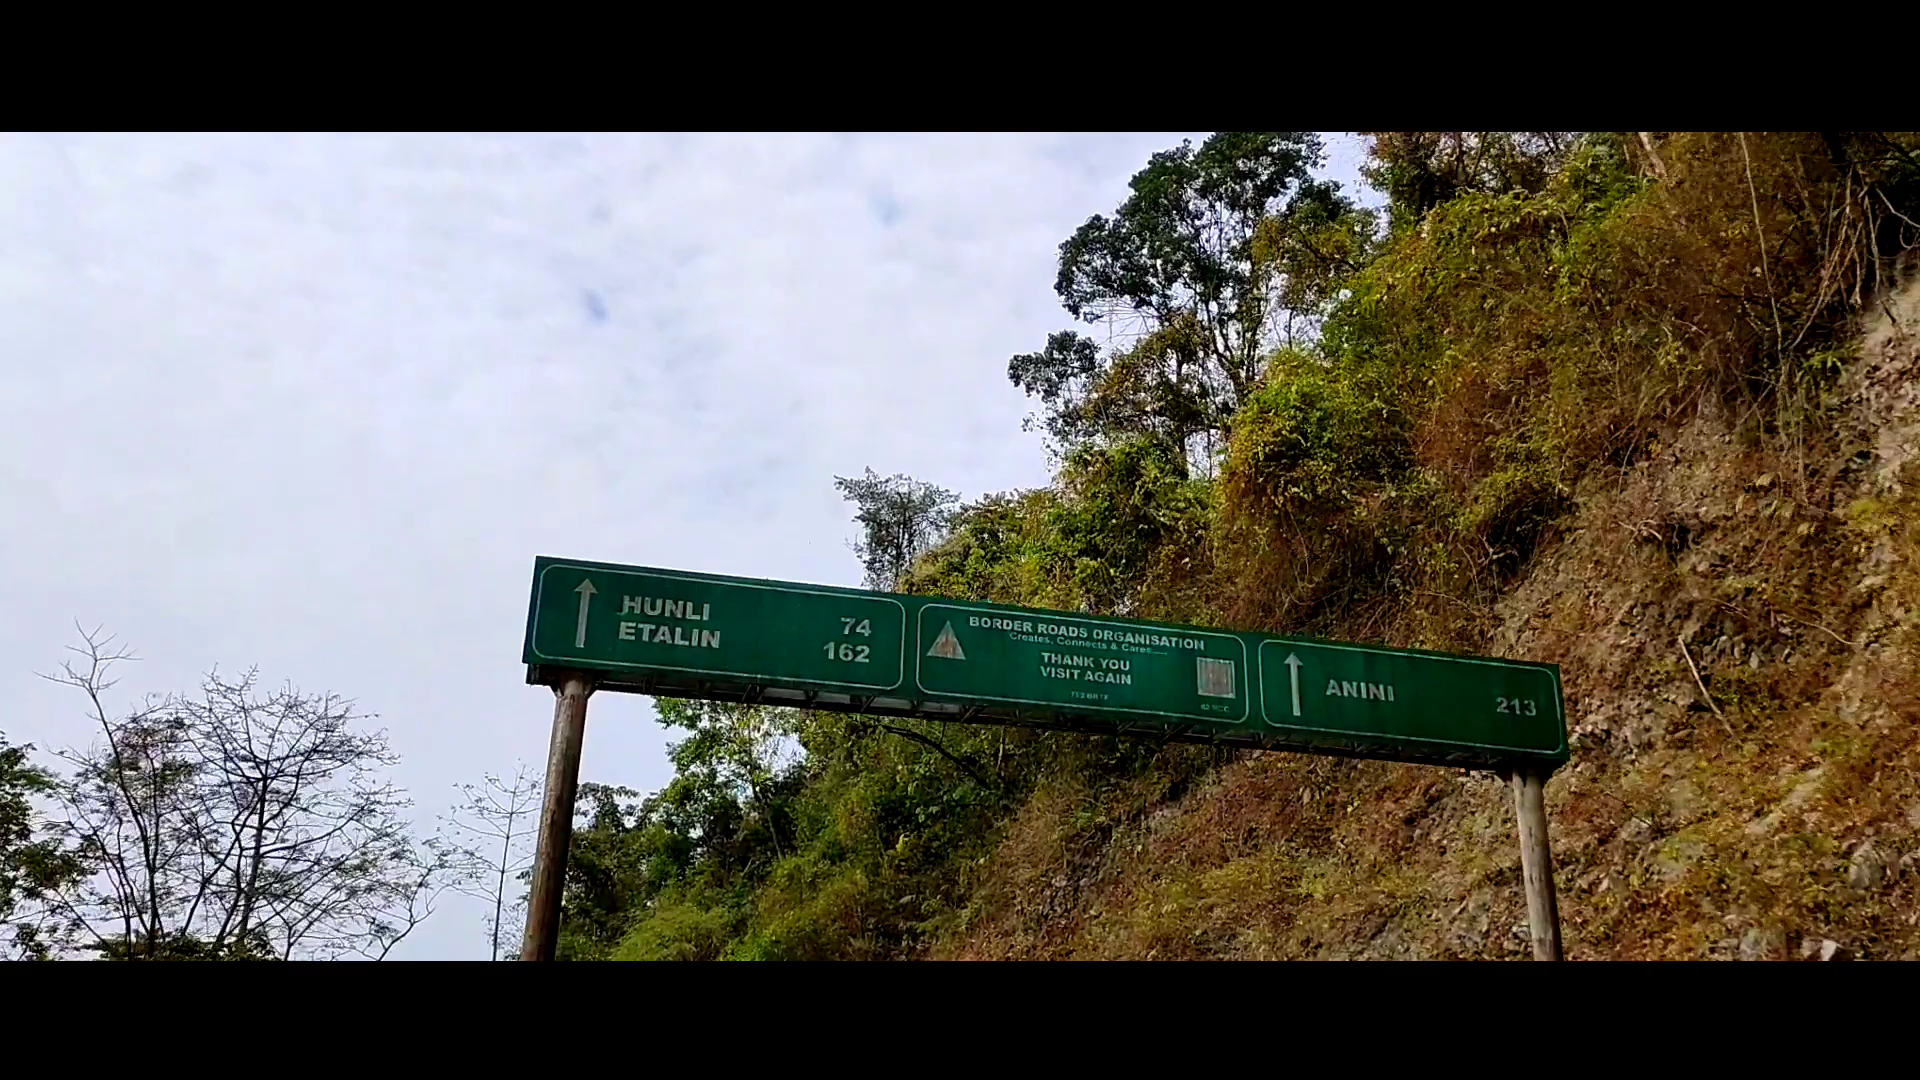 HUNLI 74
ETALIN 162
BORDER ROADS ORGANISATION
Creates, Connects & Cares.....
THANK YOU
VISIT AGAIN
ANINI 213